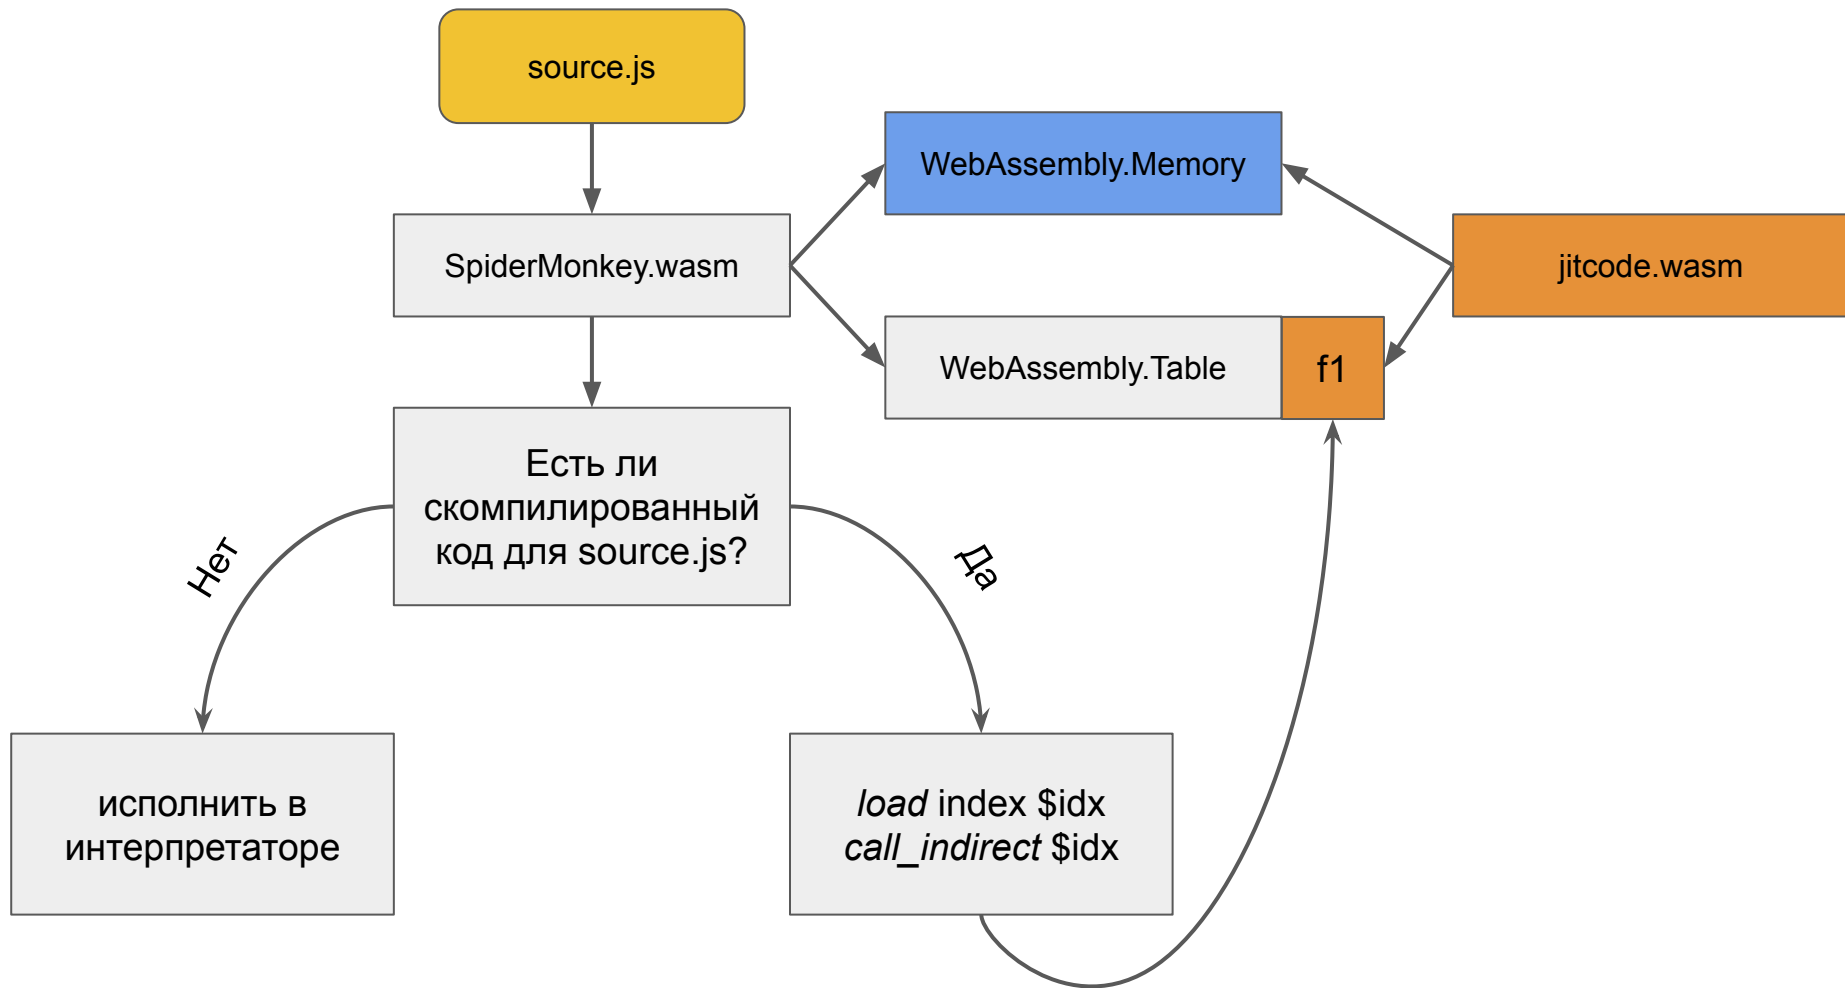 source.js
WebAssembly.Memory
SpiderMonkey.wasm
jitcode.wasm
WebAssembly.Table
f1
Есть ли
скомпилированный
код для source.js?
Нет
Да
исполнить в
интерпретаторе
load index $idx
call_indirect $idx